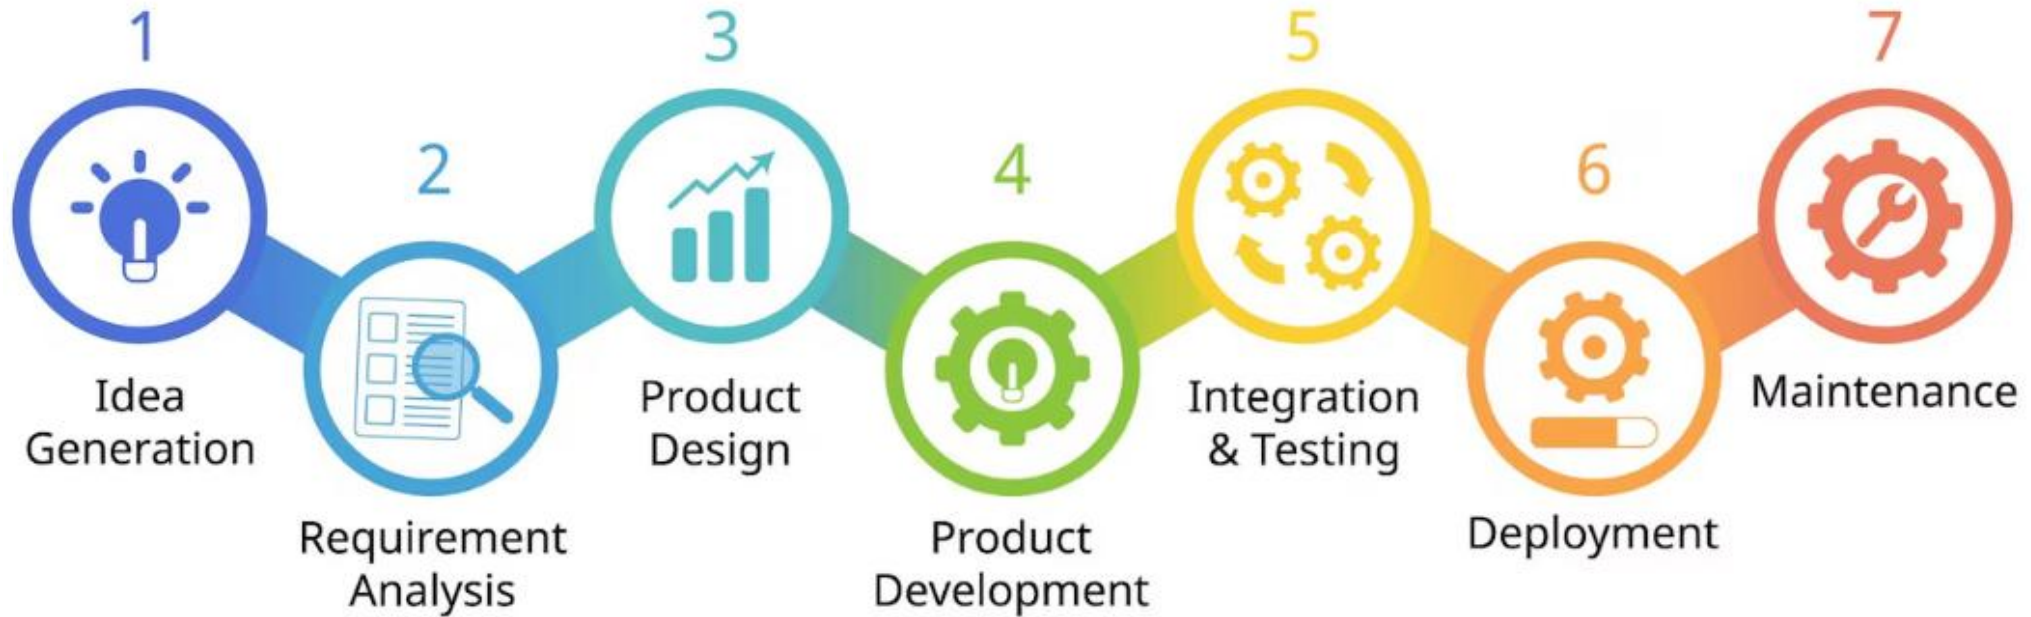 1
Idea
Generation
2
Requirement
Analysis
3
Product
Design
4
Product
Development
5
Integration
& Testing
6
Deployment
7
Maintenance